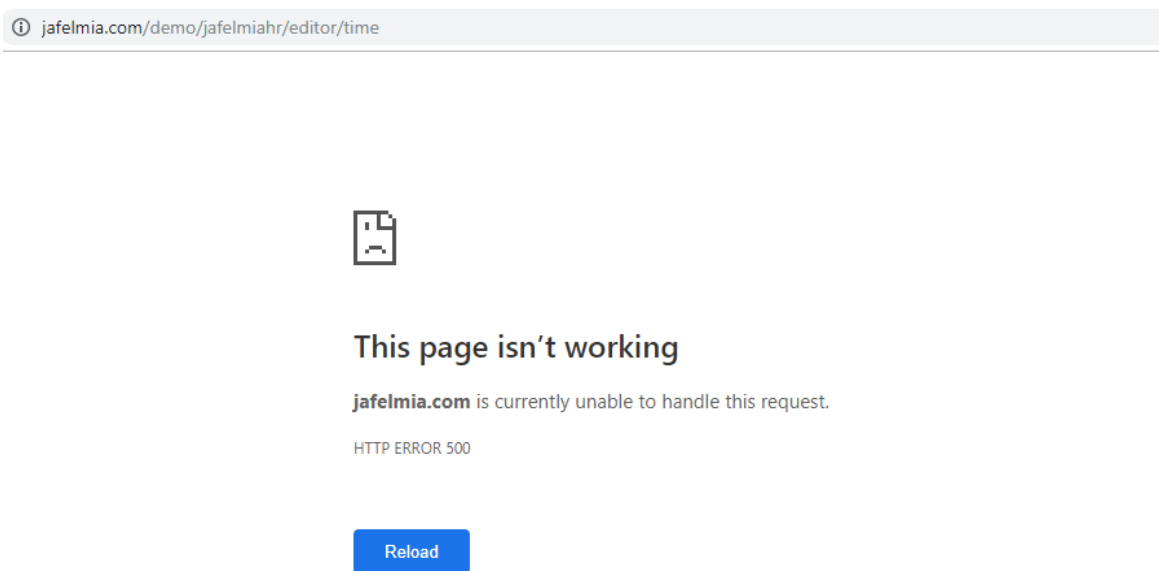 jafelmia.com/demo/jafelmiahr/editor/time
This page isn’t working
jafelmia.com is currently unable to handle this request.
HTTP ERROR 500
Reload